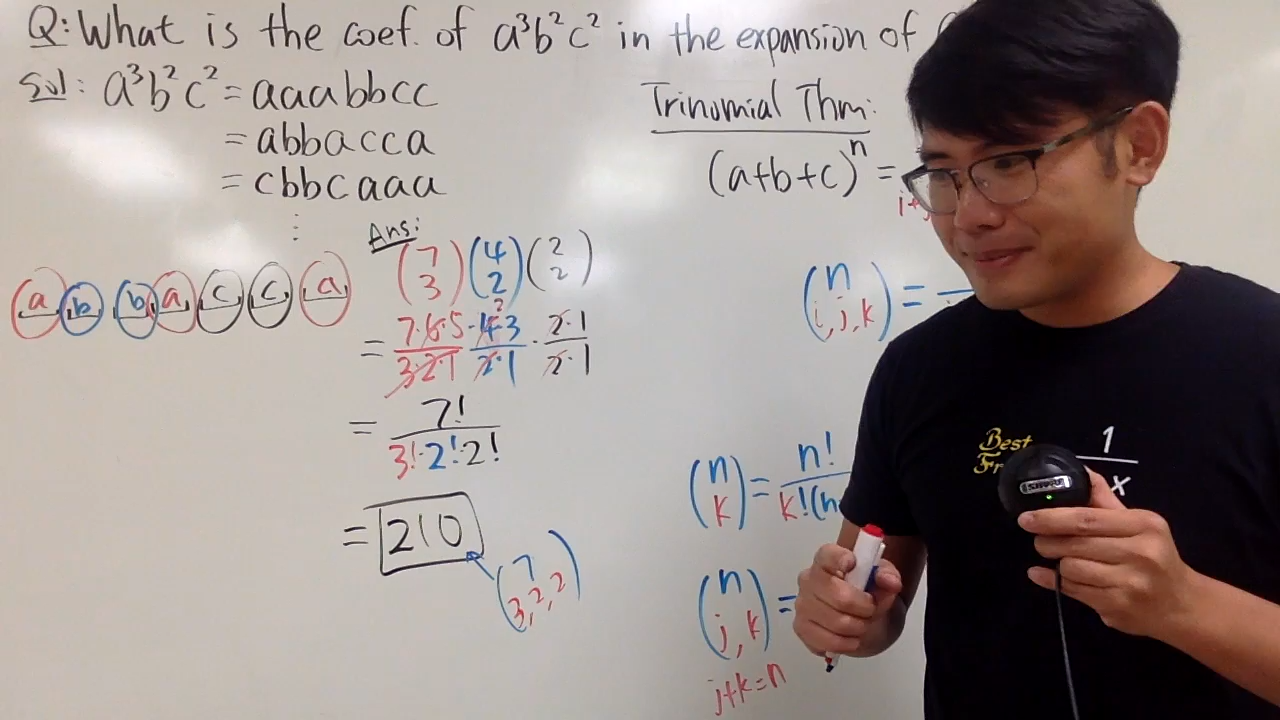 Q: What is the coef. of a³b²c² in the expansion of
Sol: a³b²c² = aaabbcc
= abbacca
= cbbcaaa
⋮
a b b a c c a
Ans:
(7 3)(4 2)(2 2)
= 7·6·5/3·2·1 · 4·3/2·1 · 2·1/2·1
2
= 7!/3!·2!·2!
= 210
(7 3,2,2)
Trinomial Thm:
(a+b+c)ⁿ =
(n i,j,k) =
(n k) = n!/k!(n
(n j,k) =
j+k=n
Best
1
x